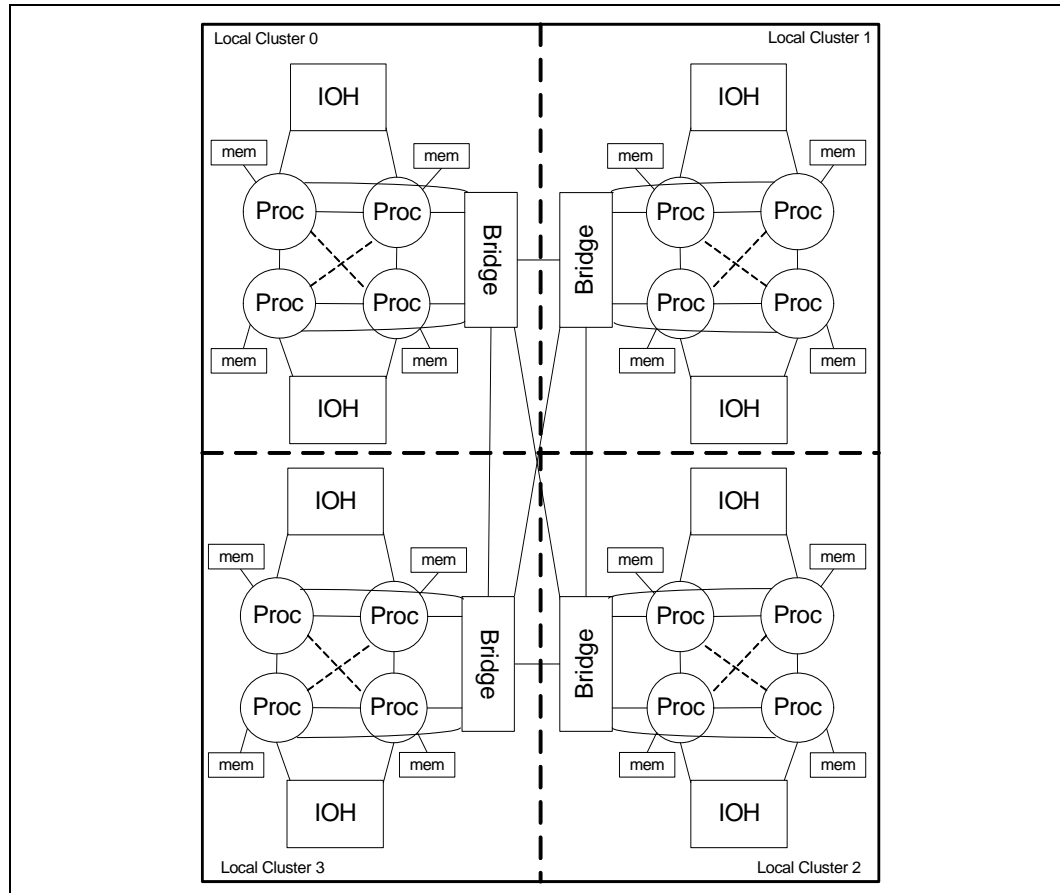 Local Cluster 0
Local Cluster 1
IOH
IOH
mem
mem
mem
mem
Proc
Proc
Bridge
Bridge
Proc
Proc
Proc
Proc
Proc
Proc
mem
mem
mem
mem
IOH
IOH
IOH
IOH
mem
mem
mem
mem
Proc
Proc
Bridge
Bridge
Proc
Proc
Proc
Proc
Proc
Proc
mem
mem
mem
mem
IOH
IOH
Local Cluster 3
Local Cluster 2